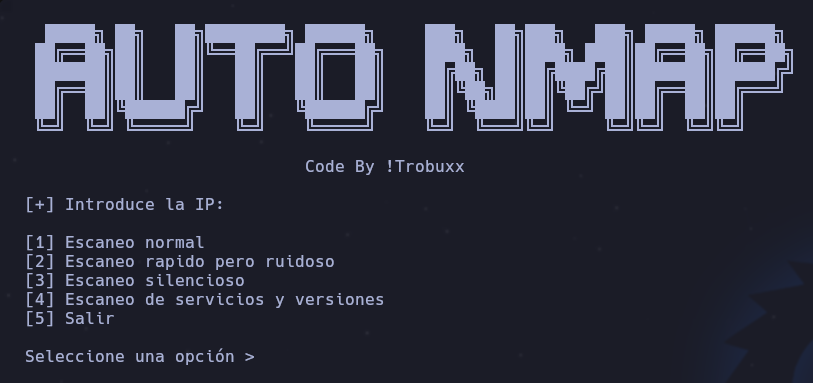 AUTO NMAP
Code By !Trobuxx
[+] Introduce la IP:
[1] Escaneo normal
[2] Escaneo rapido pero ruidoso
[3] Escaneo silencioso
[4] Escaneo de servicios y versiones
[5] Salir
Seleccione una opción >